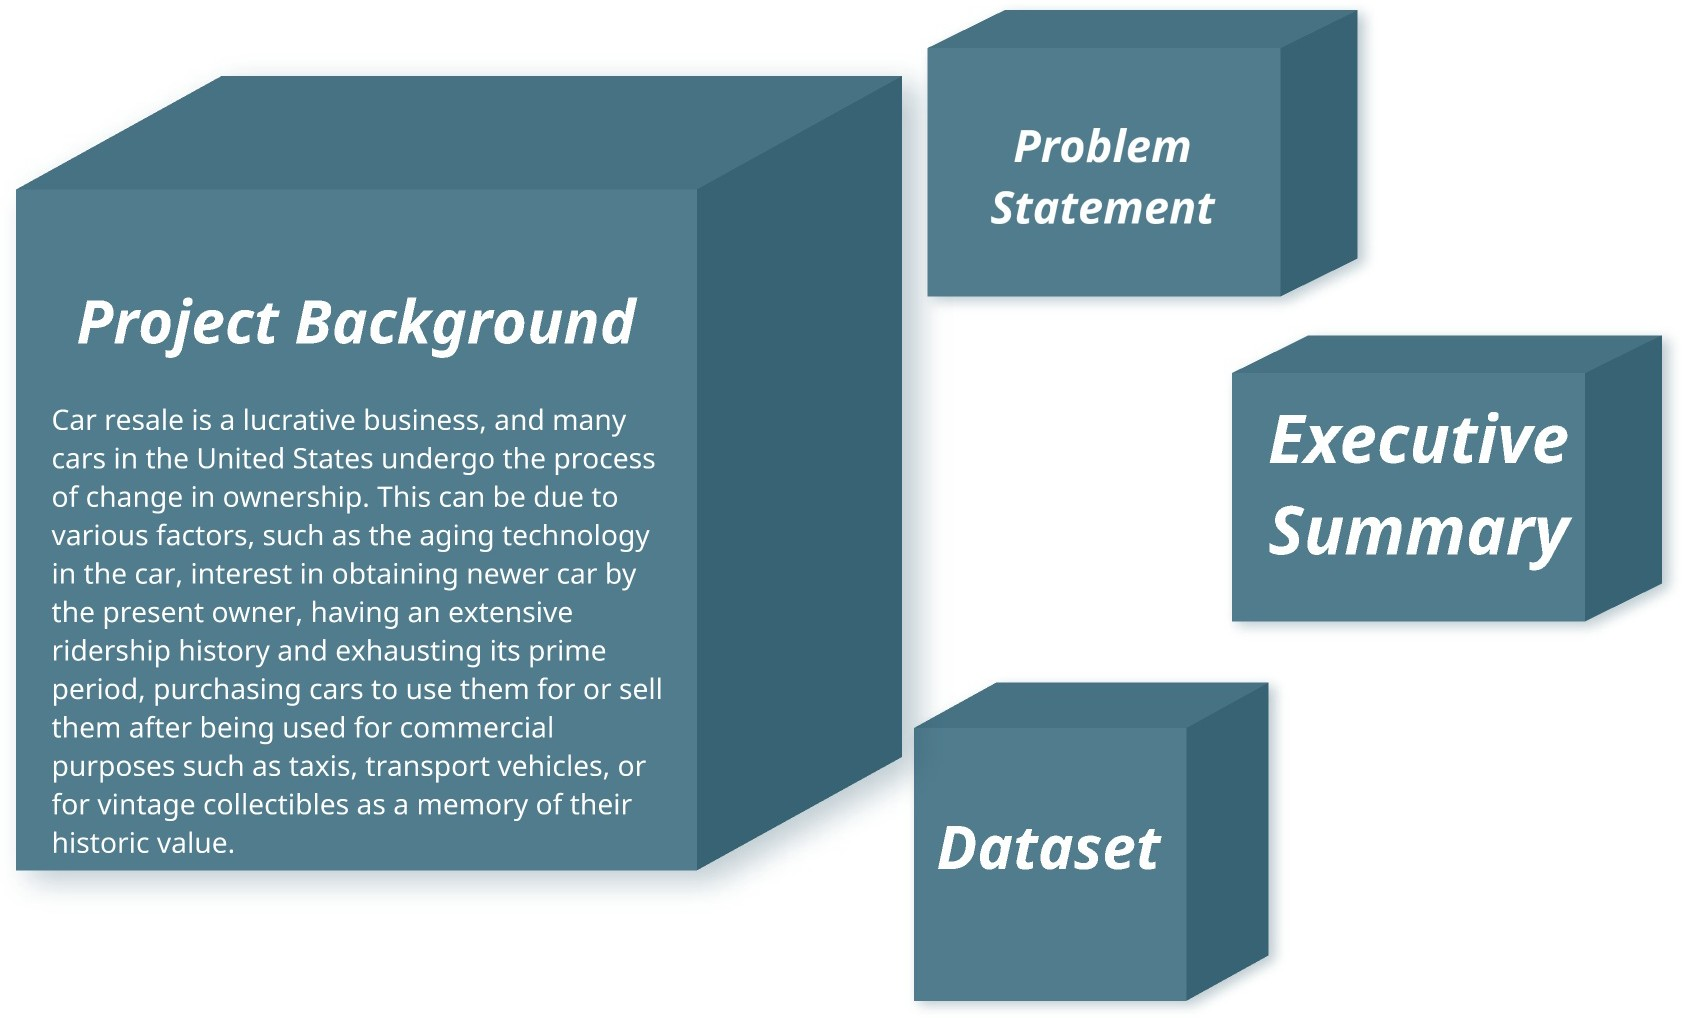 Project Background
Car resale is a lucrative business, and many
cars in the United States undergo the process
of change in ownership. This can be due to
various factors, such as the aging technology
in the car, interest in obtaining newer car by
the present owner, having an extensive
ridership history and exhausting its prime
period, purchasing cars to use them for or sell
them after being used for commercial
purposes such as taxis, transport vehicles, or
for vintage collectibles as a memory of their
historic value.
Problem
Statement
Executive
Summary
Dataset